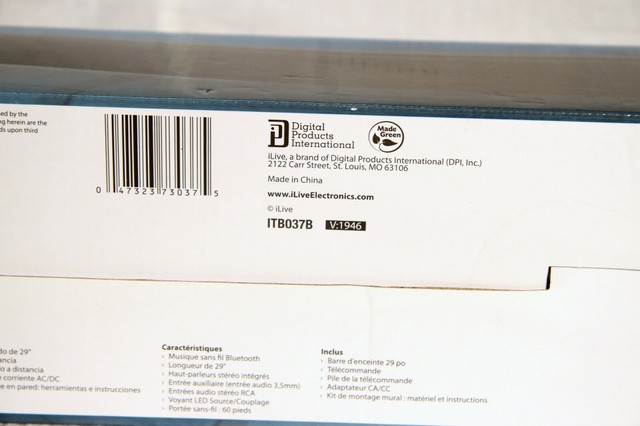 ed by the
ng herein are the
ds upon third
0 47323 73037 5
Digital
Products
International
Made
Green
iLive, a brand of Digital Products International (DPI, Inc.)
2122 Carr Street, St. Louis, MO 63106
Made in China
www.iLiveElectronics.com
© iLive
ITB037B V:1946
do de 29"
ancia
o a distancia
corriente AC/DC
e en pared: herramientas e instrucciones
Caractéristiques
› Musique sans fil Bluetooth
› Longueur de 29"
› Haut-parleurs stéréo intégrés
› Entrée auxiliaire (entrée audio 3,5mm)
› Entrées audio stéréo RCA
› Voyant LED Source/Couplage
› Portée sans-fil : 60 pieds
Inclus
› Barre d'enceinte 29 po
› Télécommande
› Pile de la télécommande
› Adaptateur CA/CC
› Kit de montage mural : matériel et instructions